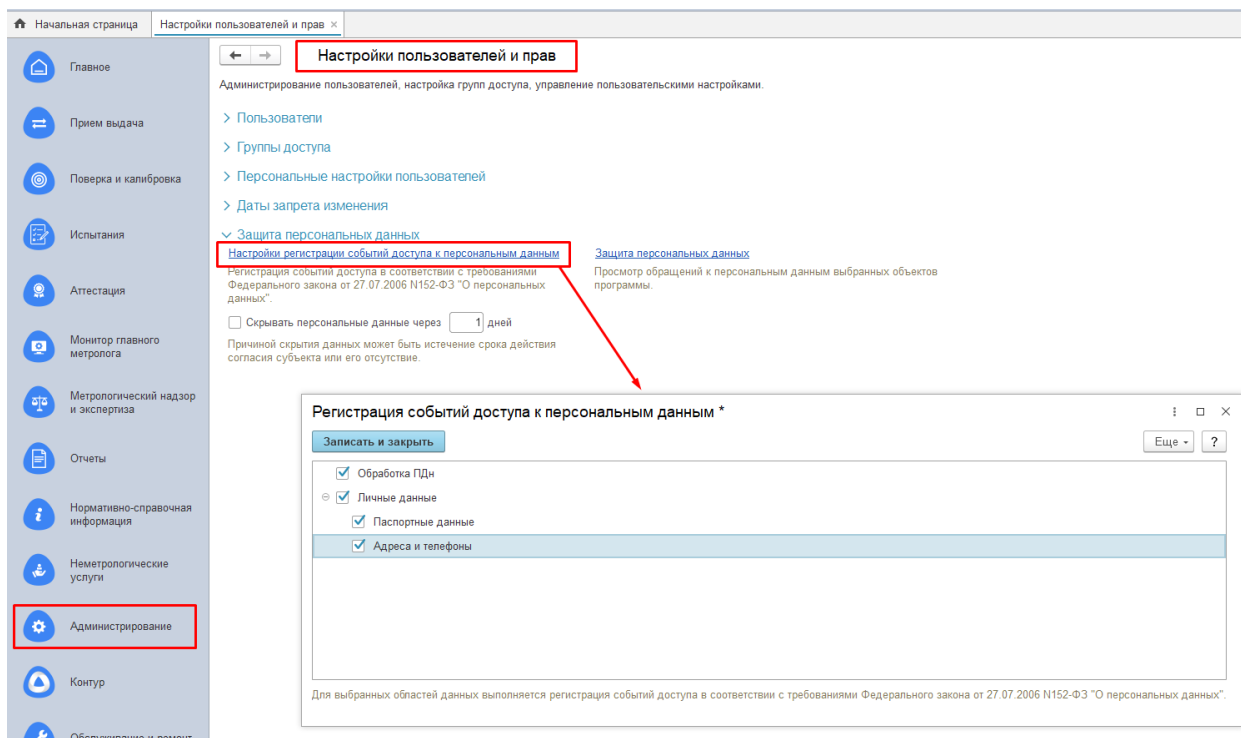 Начальная страница
Настройки пользователей и прав ×
Главное
Прием выдача
Поверка и калибровка
Испытания
Аттестация
Монитор главного
метролога
Метрологический надзор
и экспертиза
Отчеты
Нормативно-справочная
информация
Неметрологические
услуги
Администрирование
Контур
Обслуживание и ремонт
Настройки пользователей и прав
Администрирование пользователей, настройка групп доступа, управление пользовательскими настройками.
Пользователи
Группы доступа
Персональные настройки пользователей
Даты запрета изменения
Защита персональных данных
Настройки регистрации событий доступа к персональным данным
Регистрация событий доступа в соответствии с требованиями
Федерального закона от 27.07.2006 N152-ФЗ "О персональных
данных".
Защита персональных данных
Просмотр обращений к персональным данным выбранных объектов
программы.
Скрывать персональные данные через 1 дней
Причиной скрытия данных может быть истечение срока действия
согласия субъекта или его отсутствие.
Регистрация событий доступа к персональным данным *
Записать и закрыть
Еще
?
Обработка ПДн
Личные данные
Паспортные данные
Адреса и телефоны
Для выбранных областей данных выполняется регистрация событий доступа в соответствии с требованиями Федерального закона от 27.07.2006 N152-ФЗ "О персональных данных".